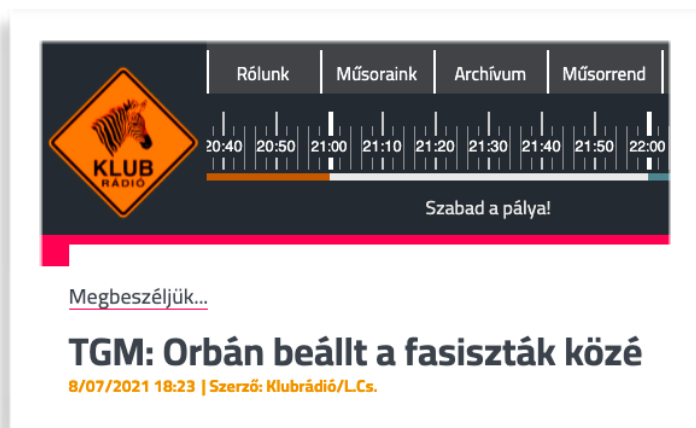 Rólunk Műsoraink Archívum Műsorrend
KLUB
RÁDIÓ
20:40 20:50 21:00 21:10 21:20 21:30 21:40 21:50 22:00
Szabad a pálya!
Megbeszéljük...
TGM: Orbán beállt a fasiszták közé
8/07/2021 18:23 | Szerző: Klubrádió/L.Cs.